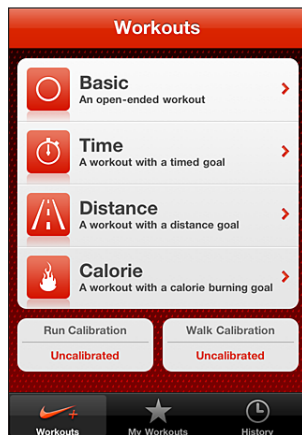 Workouts
Basic
An open-ended workout
Time
A workout with a timed goal
Distance
A workout with a distance goal
Calorie
A workout with a calorie burning goal
Run Calibration
Uncalibrated
Walk Calibration
Uncalibrated
Workouts
My Workouts
History